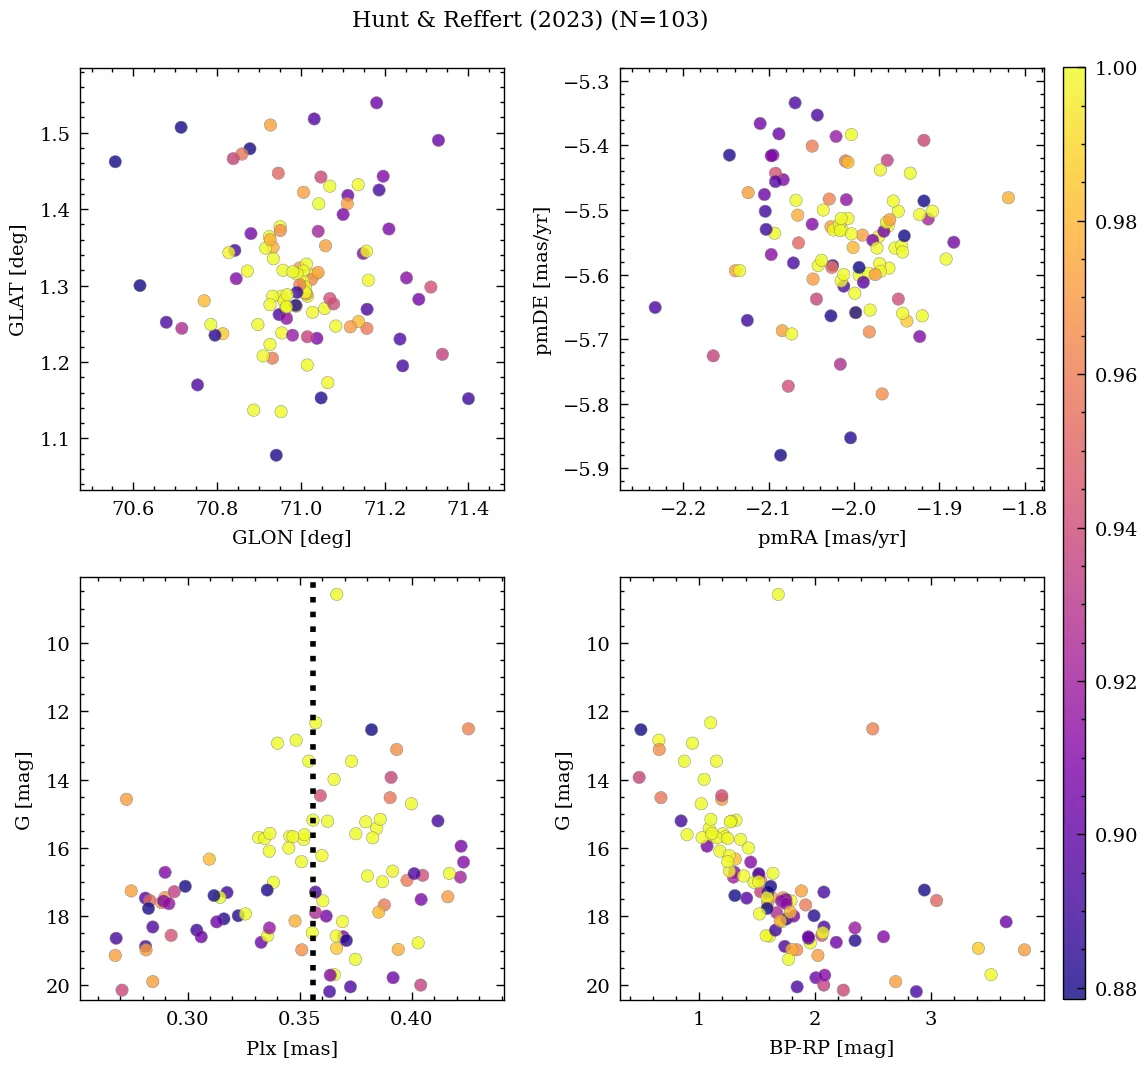 Hunt & Reffert (2023) (N=103)
1.5
1.4
1.3
1.2
1.1
GLAT [deg]
70.6 70.8 71.0 71.2 71.4
GLON [deg]
−5.3
−5.4
−5.5
−5.6
−5.7
−5.8
−5.9
pmDE [mas/yr]
−2.2 −2.1 −2.0 −1.9 −1.8
pmRA [mas/yr]
10
12
14
16
18
20
G [mag]
0.30 0.35 0.40
Plx [mas]
10
12
14
16
18
20
G [mag]
1 2 3
BP-RP [mag]
1.00
0.98
0.96
0.94
0.92
0.90
0.88